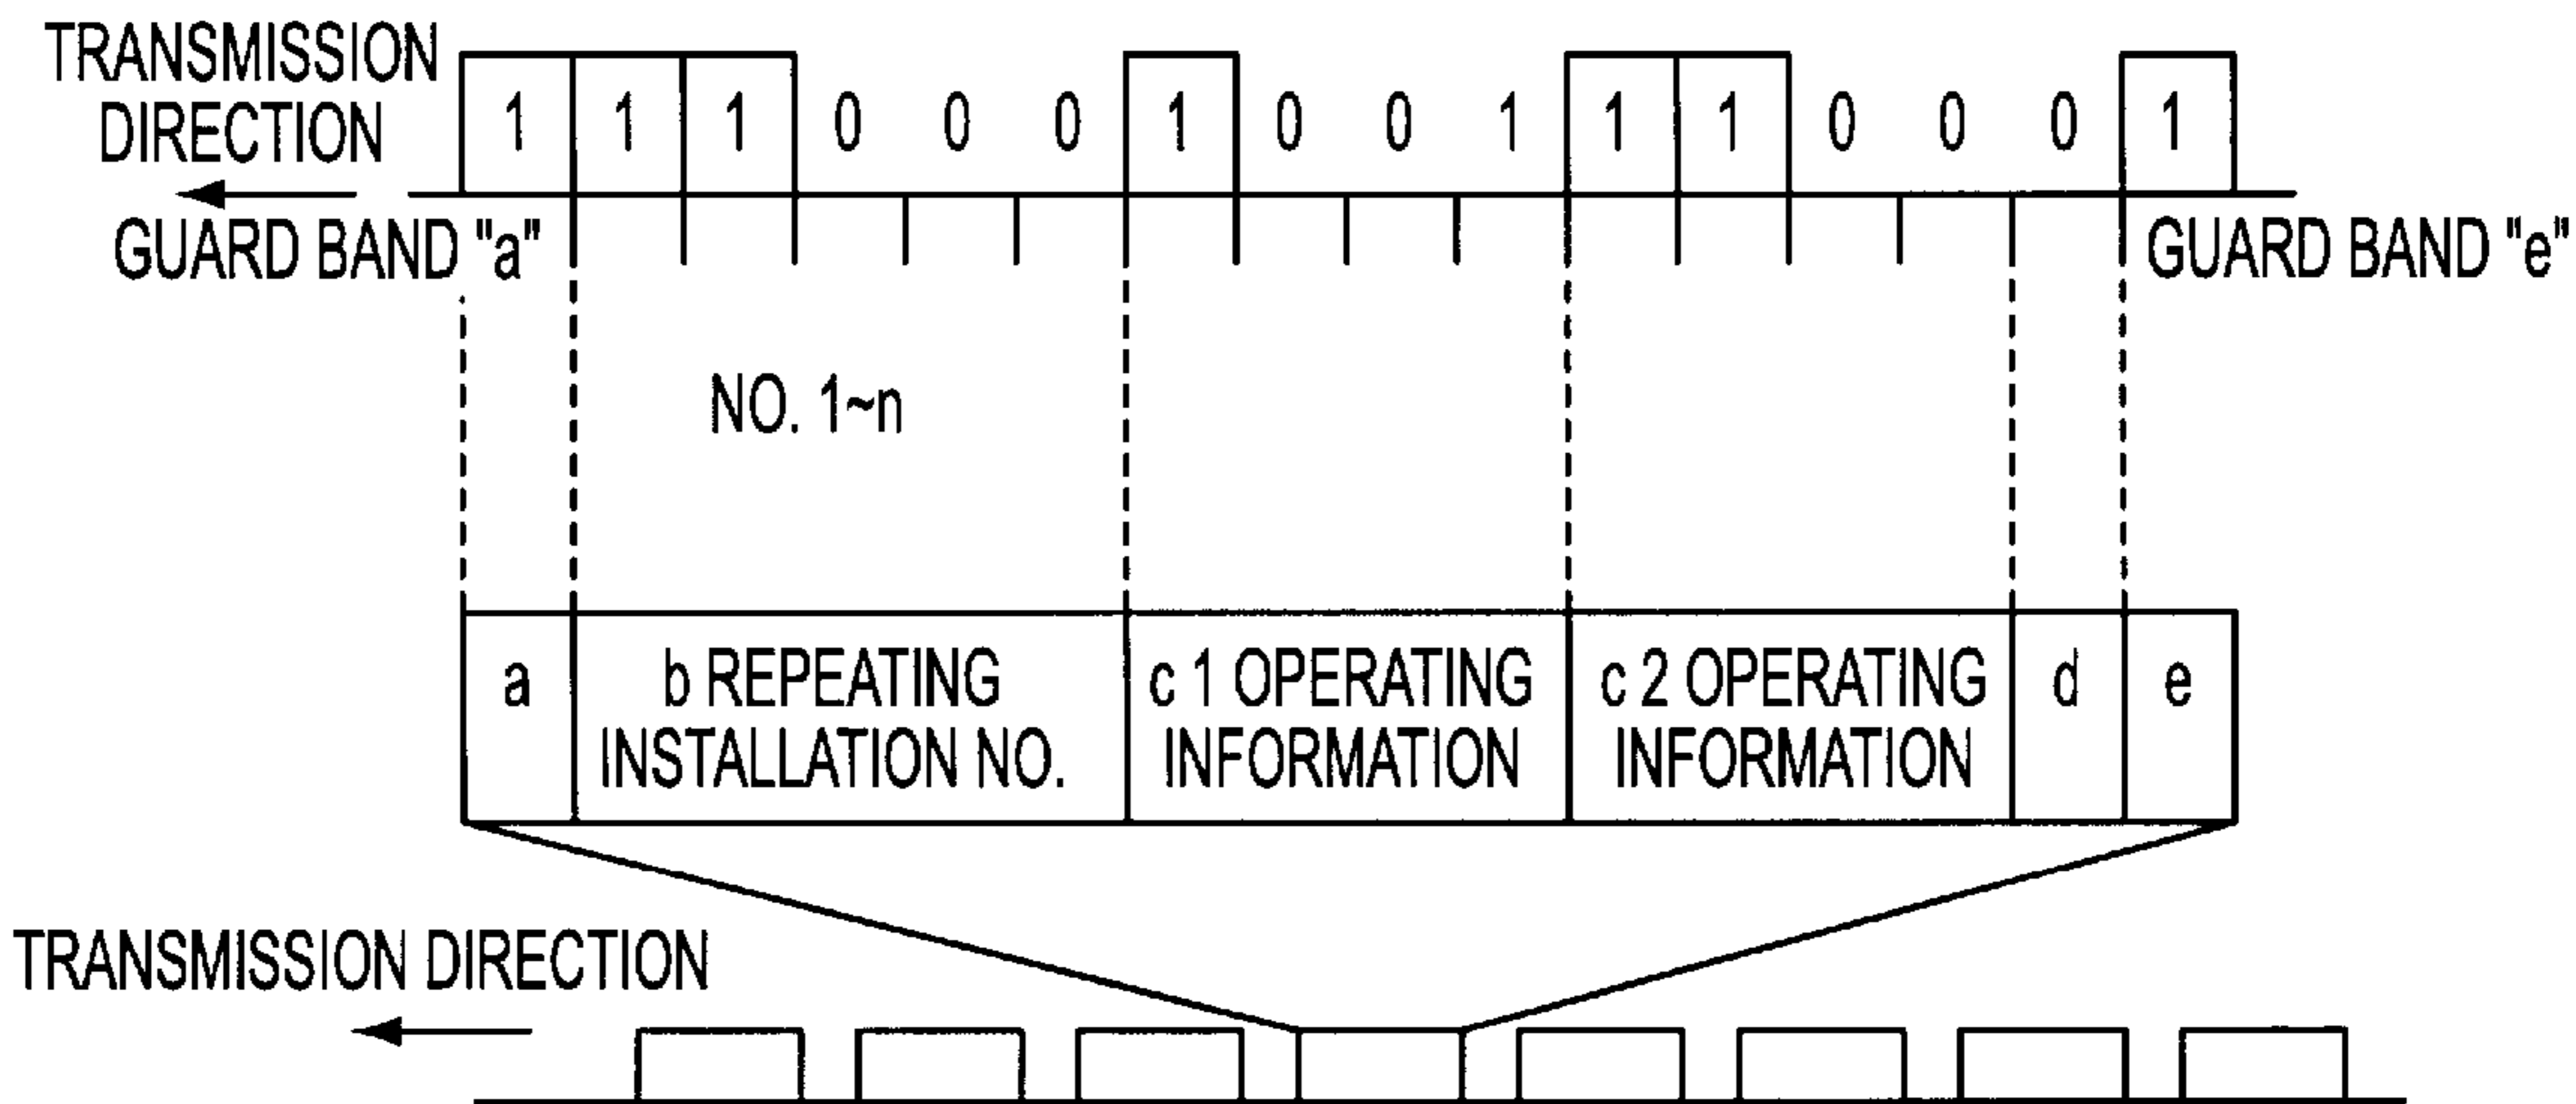 TRANSMISSION
DIRECTION
1 1 1 0 0 0 1 0 0 1 1 1 0 0 0 1
GUARD BAND "a"
GUARD BAND "e"
NO. 1~n
a
b REPEATING
INSTALLATION NO.
c 1 OPERATING
INFORMATION
c 2 OPERATING
INFORMATION
d
e
TRANSMISSION DIRECTION